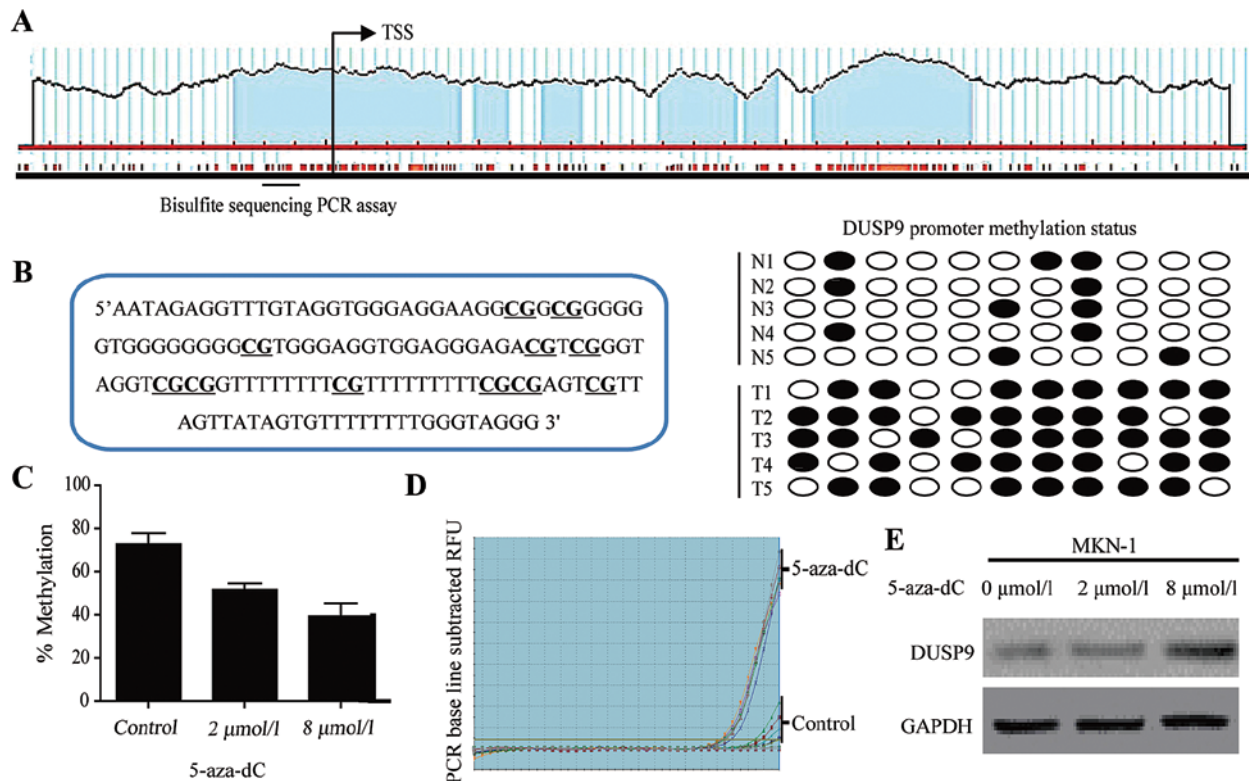 A
TSS
Bisulfite sequencing PCR assay
B
5'AATAGAGGTTTGTAGGTGGGAGGAAGGCGGCGGGGGG
GTGGGGGGGGCGTGGGAGGTGGAGGGAGACGTCGGGT
AGGTCGCGGTTTTTTTTCGTTTTTTTTTCGCGAGTCGTT
AGTTATAGTGTTTTTTTTGGGTAGGG 3'
DUSP9 promoter methylation status
N1
N2
N3
N4
N5
T1
T2
T3
T4
T5
C
% Methylation
100
80
60
40
20
0
Control 2 μmol/l 8 μmol/l
5-aza-dC
D
PCR base line subtracted RFU
5-aza-dC
Control
E
MKN-1
5-aza-dC 0 μmol/l 2 μmol/l 8 μmol/l
DUSP9
GAPDH